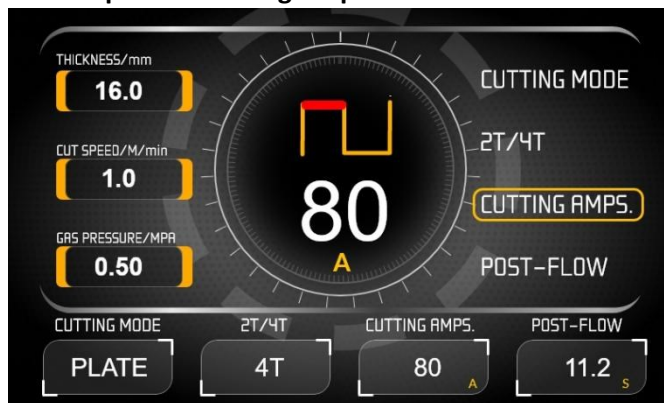 THICKNESS/mm
16.0
CUT SPEED/M/min
1.0
GAS PRESSURE/MPA
0.50
80
A
CUTTING MODE
2T/4T
CUTTING AMPS.
POST-FLOW
CUTTING MODE
PLATE
2T/4T
4T
CUTTING AMPS.
80 A
POST-FLOW
11.2 S